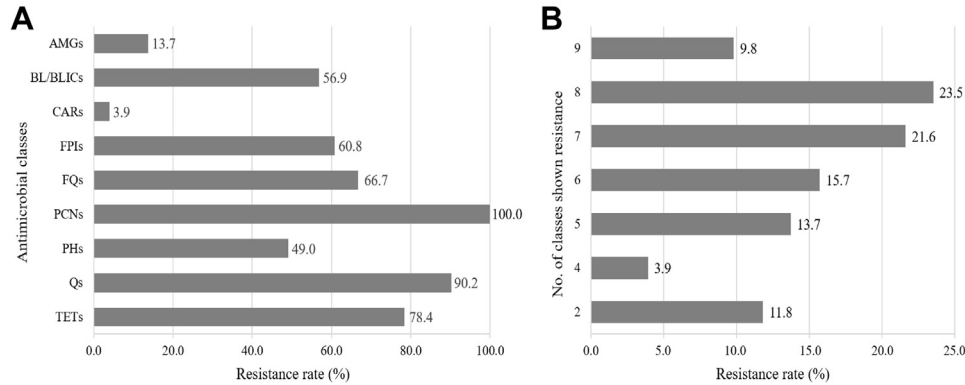 A
Antimicrobial classes
AMGs 13.7
BL/BLICs 56.9
CARs 3.9
FPIs 60.8
FQs 66.7
PCNs 100.0
PHs 49.0
Qs 90.2
TETs 78.4
0.0 20.0 40.0 60.0 80.0 100.0
Resistance rate (%)
B
No. of classes shown resistance
9 9.8
8 23.5
7 21.6
6 15.7
5 13.7
4 3.9
2 11.8
0.0 5.0 10.0 15.0 20.0 25.0
Resistance rate (%)